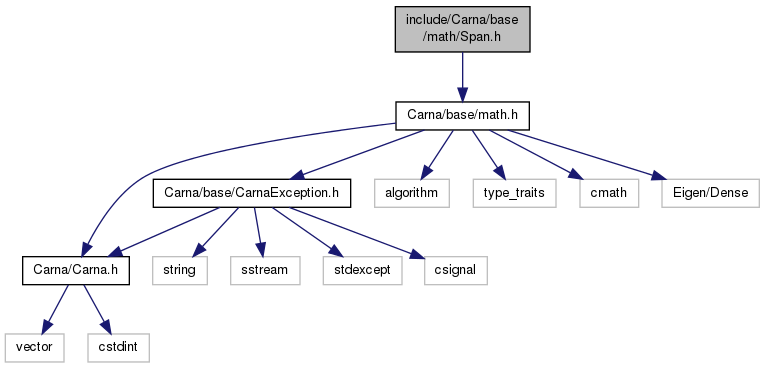 include/Carna/base
/math/Span.h
Carna/base/math.h
Carna/base/CarnaException.h
algorithm
type_traits
cmath
Eigen/Dense
Carna/Carna.h
string
sstream
stdexcept
csignal
vector
cstdint